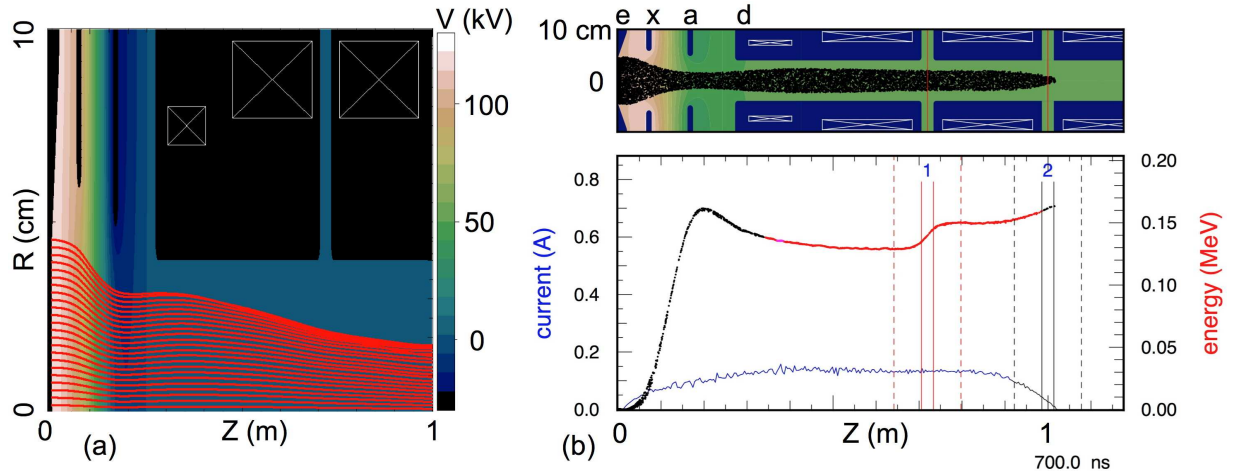 V (kV)
10
100
50
0
R (cm)
0
0
Z (m)
1
(a)
e x a d
10 cm
0
0.8
0.6
0.4
0.2
0.0
current (A)
1
2
0.20
0.15
0.10
0.05
0.00
energy (MeV)
0
Z (m)
1
(b)
700.0 ns